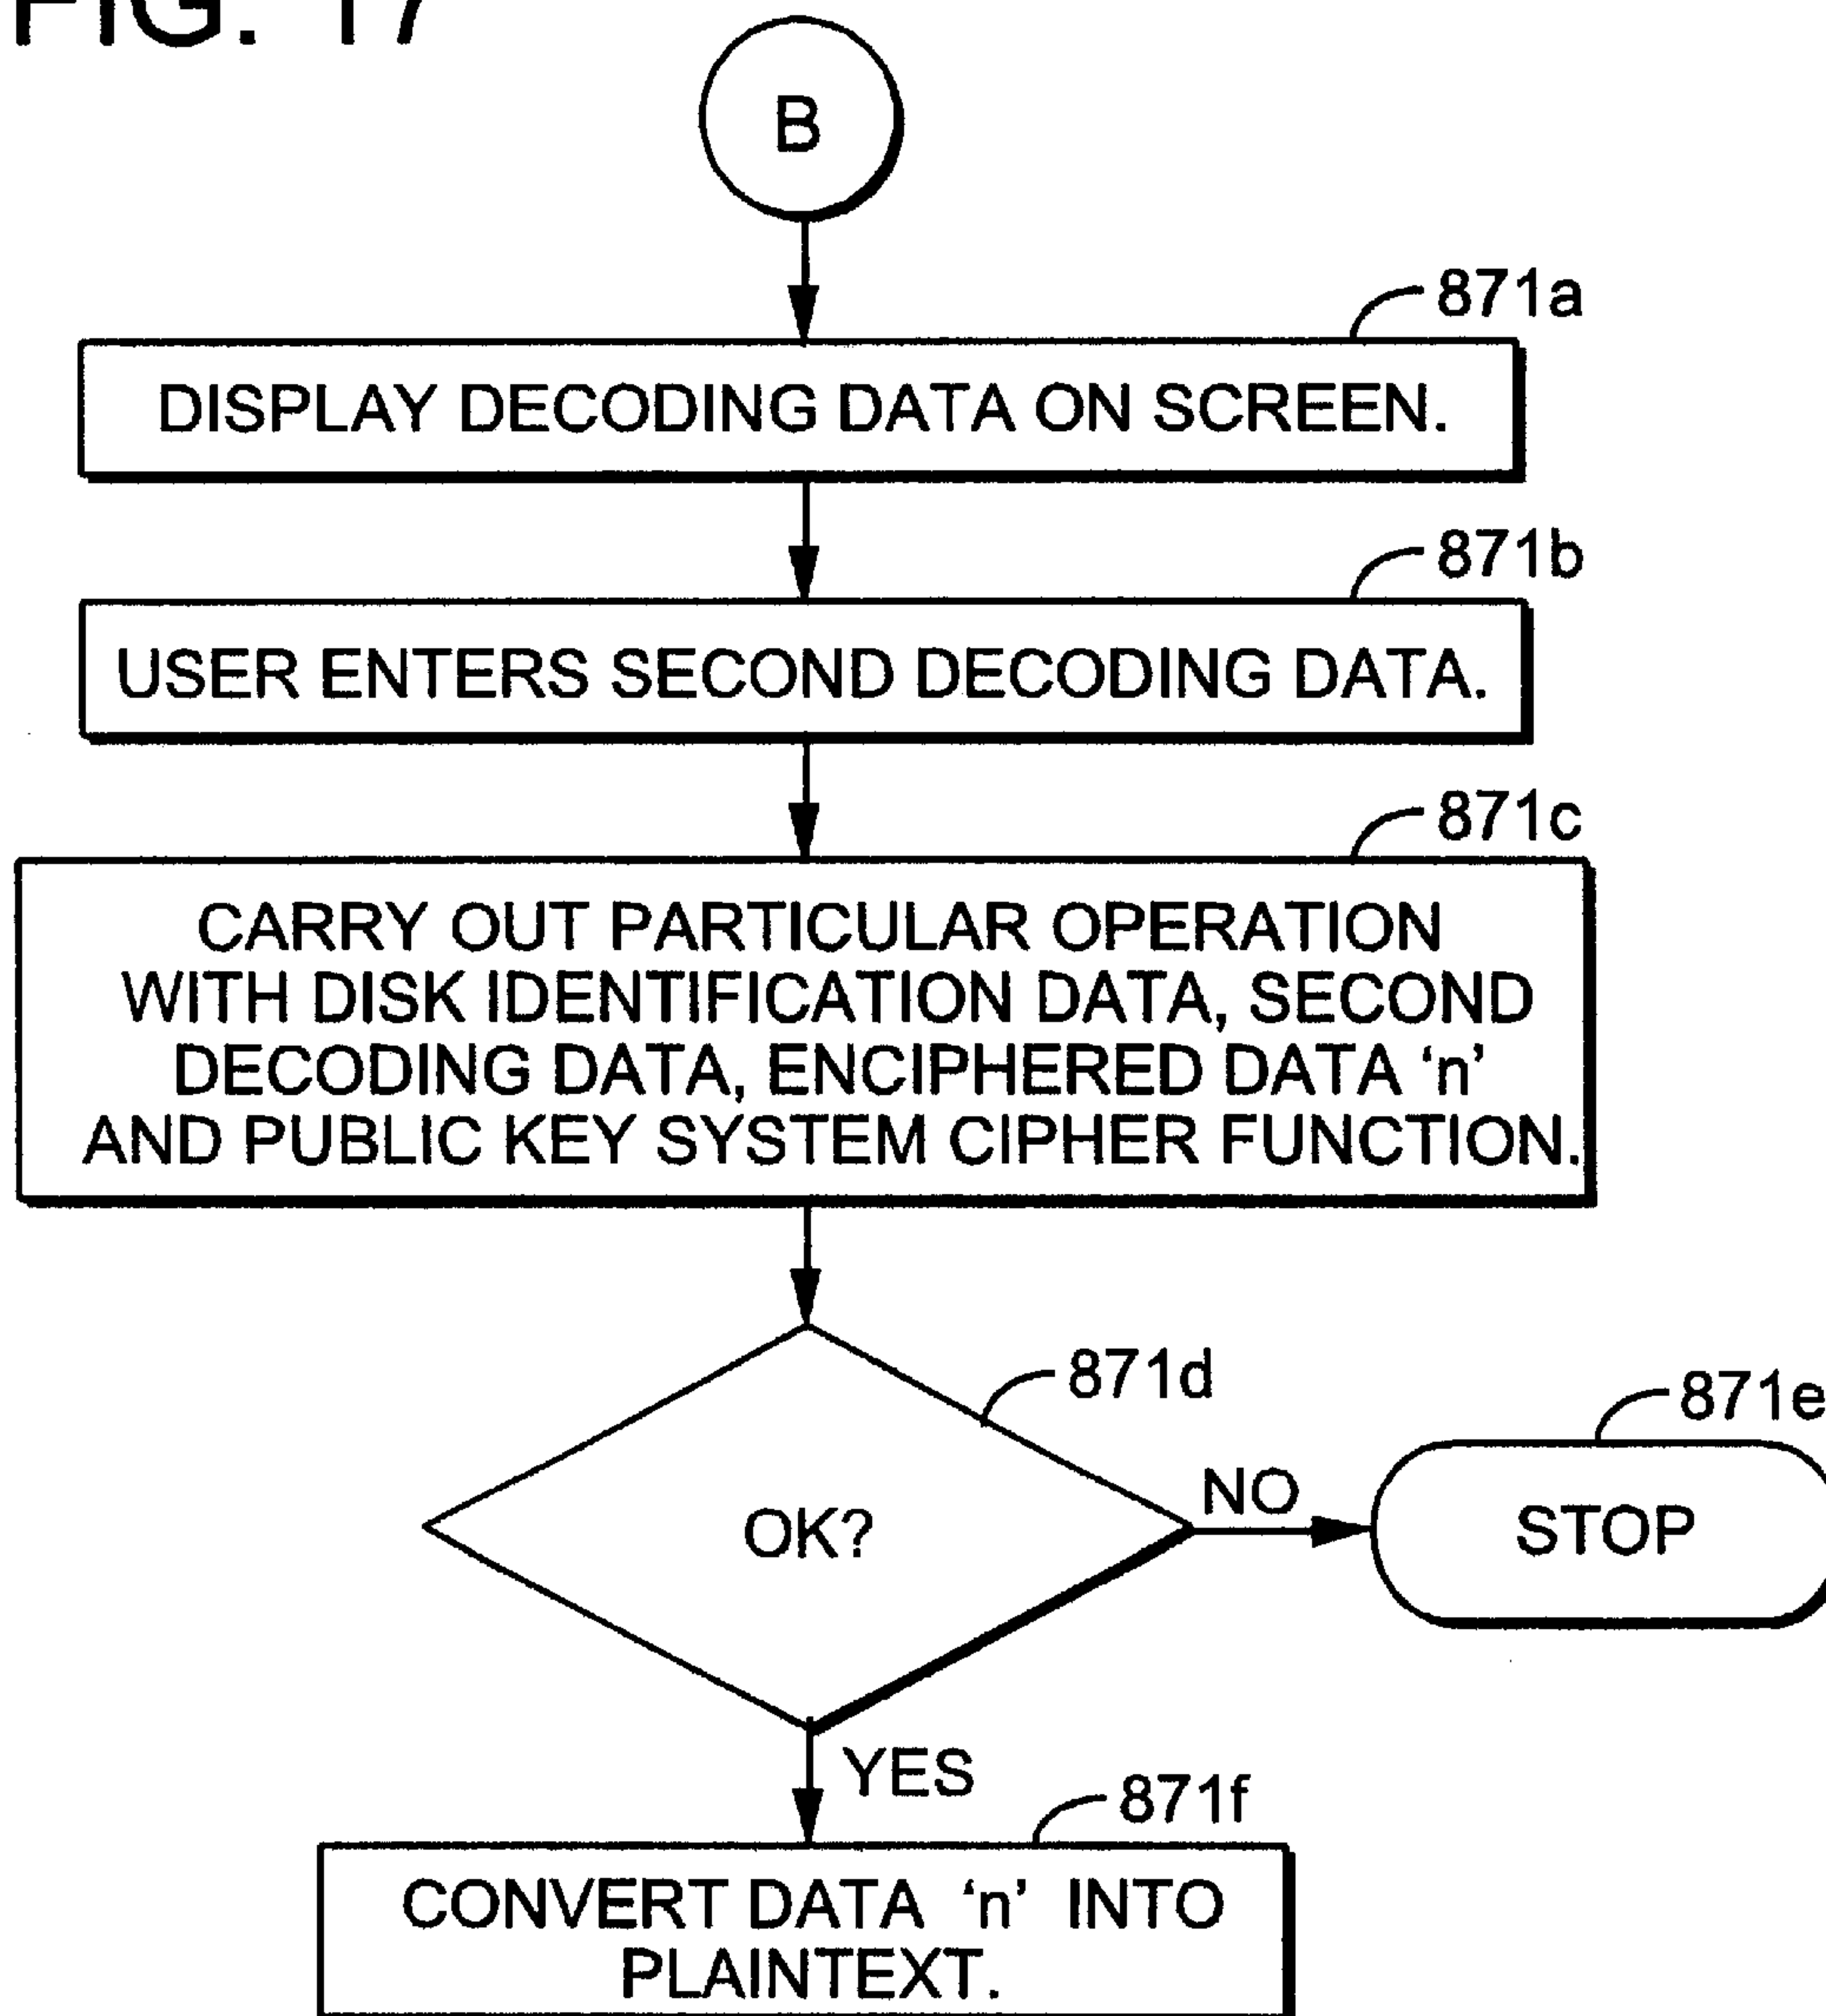 FIG. 17
B
871a
DISPLAY DECODING DATA ON SCREEN.
871b
USER ENTERS SECOND DECODING DATA.
871c
CARRY OUT PARTICULAR OPERATION
WITH DISK IDENTIFICATION DATA, SECOND
DECODING DATA, ENCIPHERED DATA ‘n’
AND PUBLIC KEY SYSTEM CIPHER FUNCTION.
871d
OK?
NO
871e
STOP
YES
871f
CONVERT DATA ‘n’ INTO
PLAINTEXT.